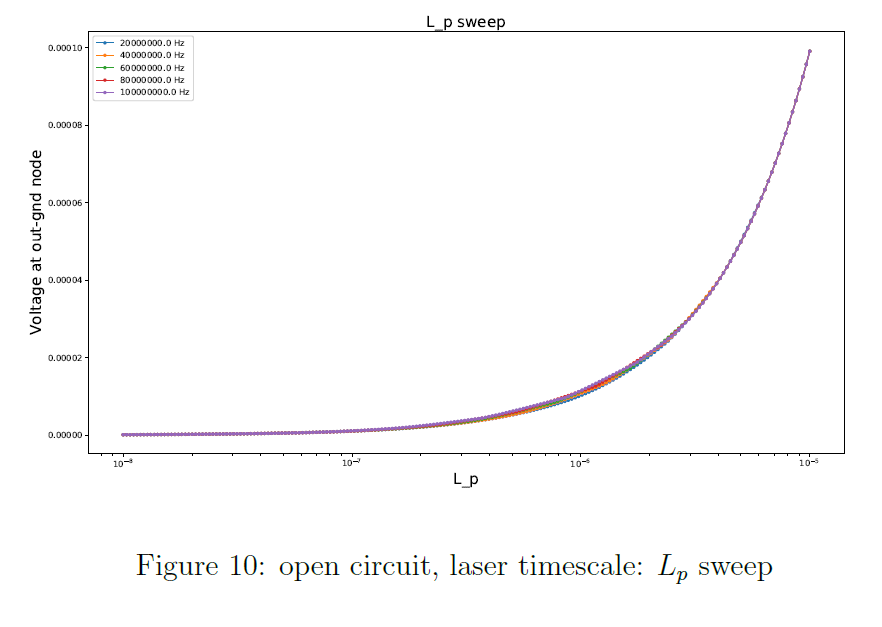 L_p sweep
20000000.0 Hz
40000000.0 Hz
60000000.0 Hz
80000000.0 Hz
100000000.0 Hz
0.00010
0.00008
0.00006
0.00004
0.00002
0.00000
Voltage at out-gnd node
10⁻⁸ 10⁻⁷ 10⁻⁶ 10⁻⁵
L_p
Figure 10: open circuit, laser timescale: Lₚ sweep